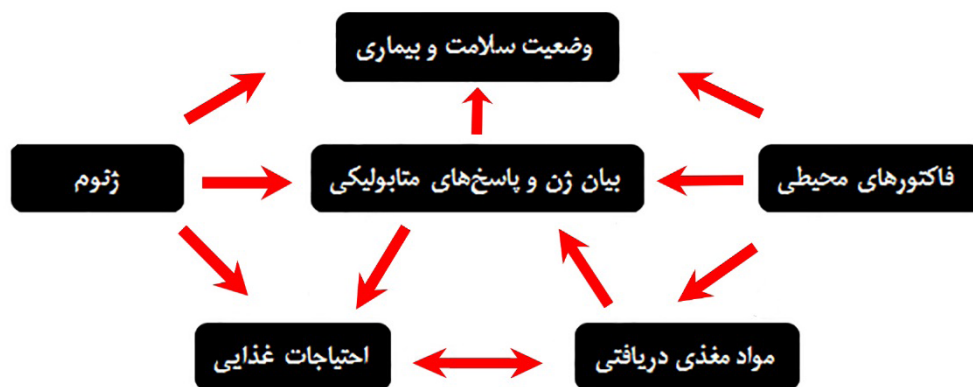 وضعیت سلامت و بیماری
فاکتورهای محیطی
بیان ژن و پاسخ‌های متابولیکی
ژنوم
مواد مغذی دریافتی
احتیاجات غذایی